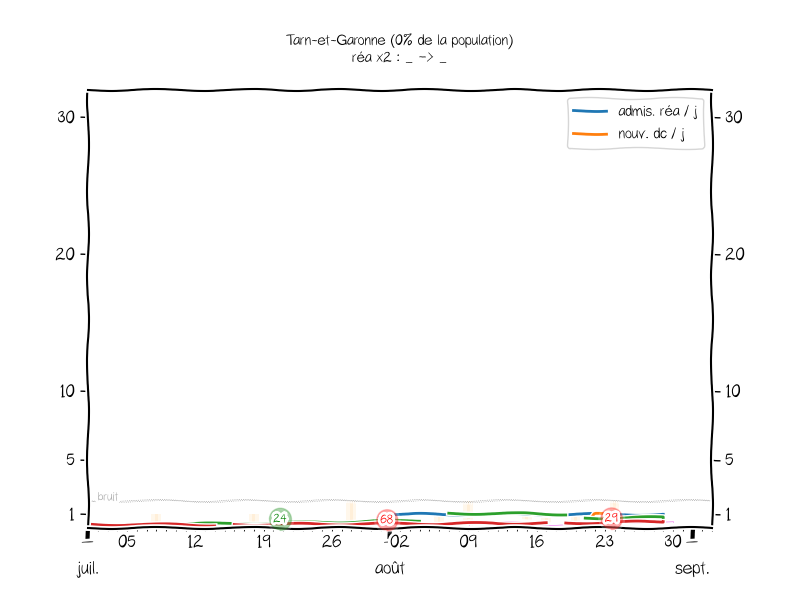 Tarn-et-Garonne (0% de la population)
réa x2 : _ -> _
admis. réa / j
nouv. dc / j
30
30
20
20
10
10
5
5
bruit
1
24
68
29
1
05 12 19 26 02 09 16 23 30
juil. août sept.